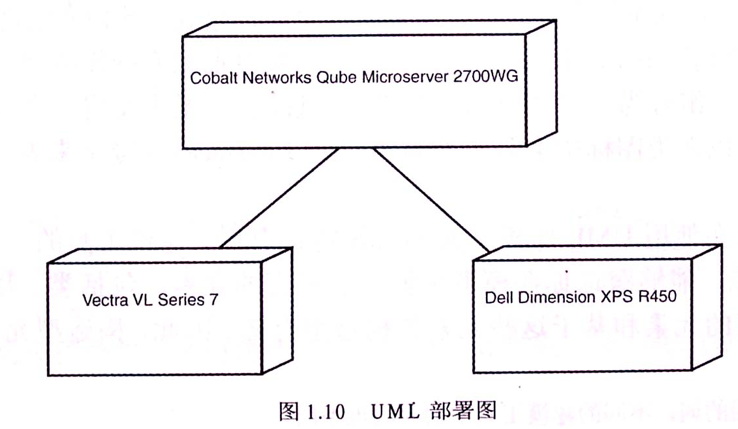 Cobalt Networks Qube Microserver 2700WG
Vectra VL Series 7
Dell Dimension XPS R450
图 1.10 UML 部署图